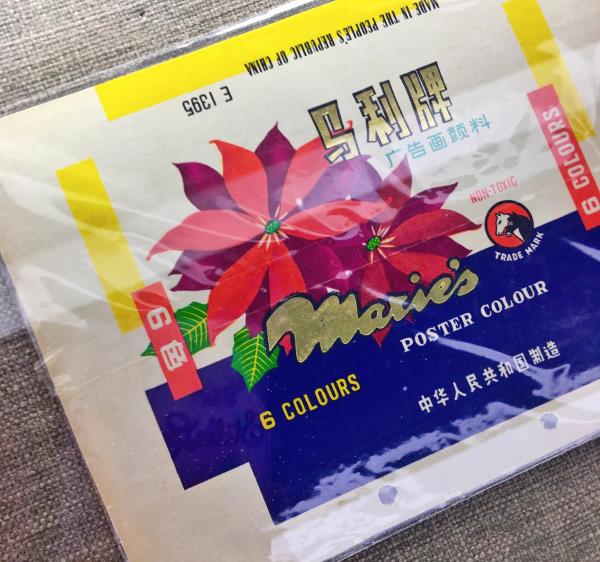 MADE IN THE PEOPLE'S REPUBLIC OF CHINA
E 1395
马利牌
广告画颜料
6 COLOURS
NON-TOXIC
TRADE MARK
6色
Marie's
POSTER COLOUR
6 COLOURS
中华人民共和国制造